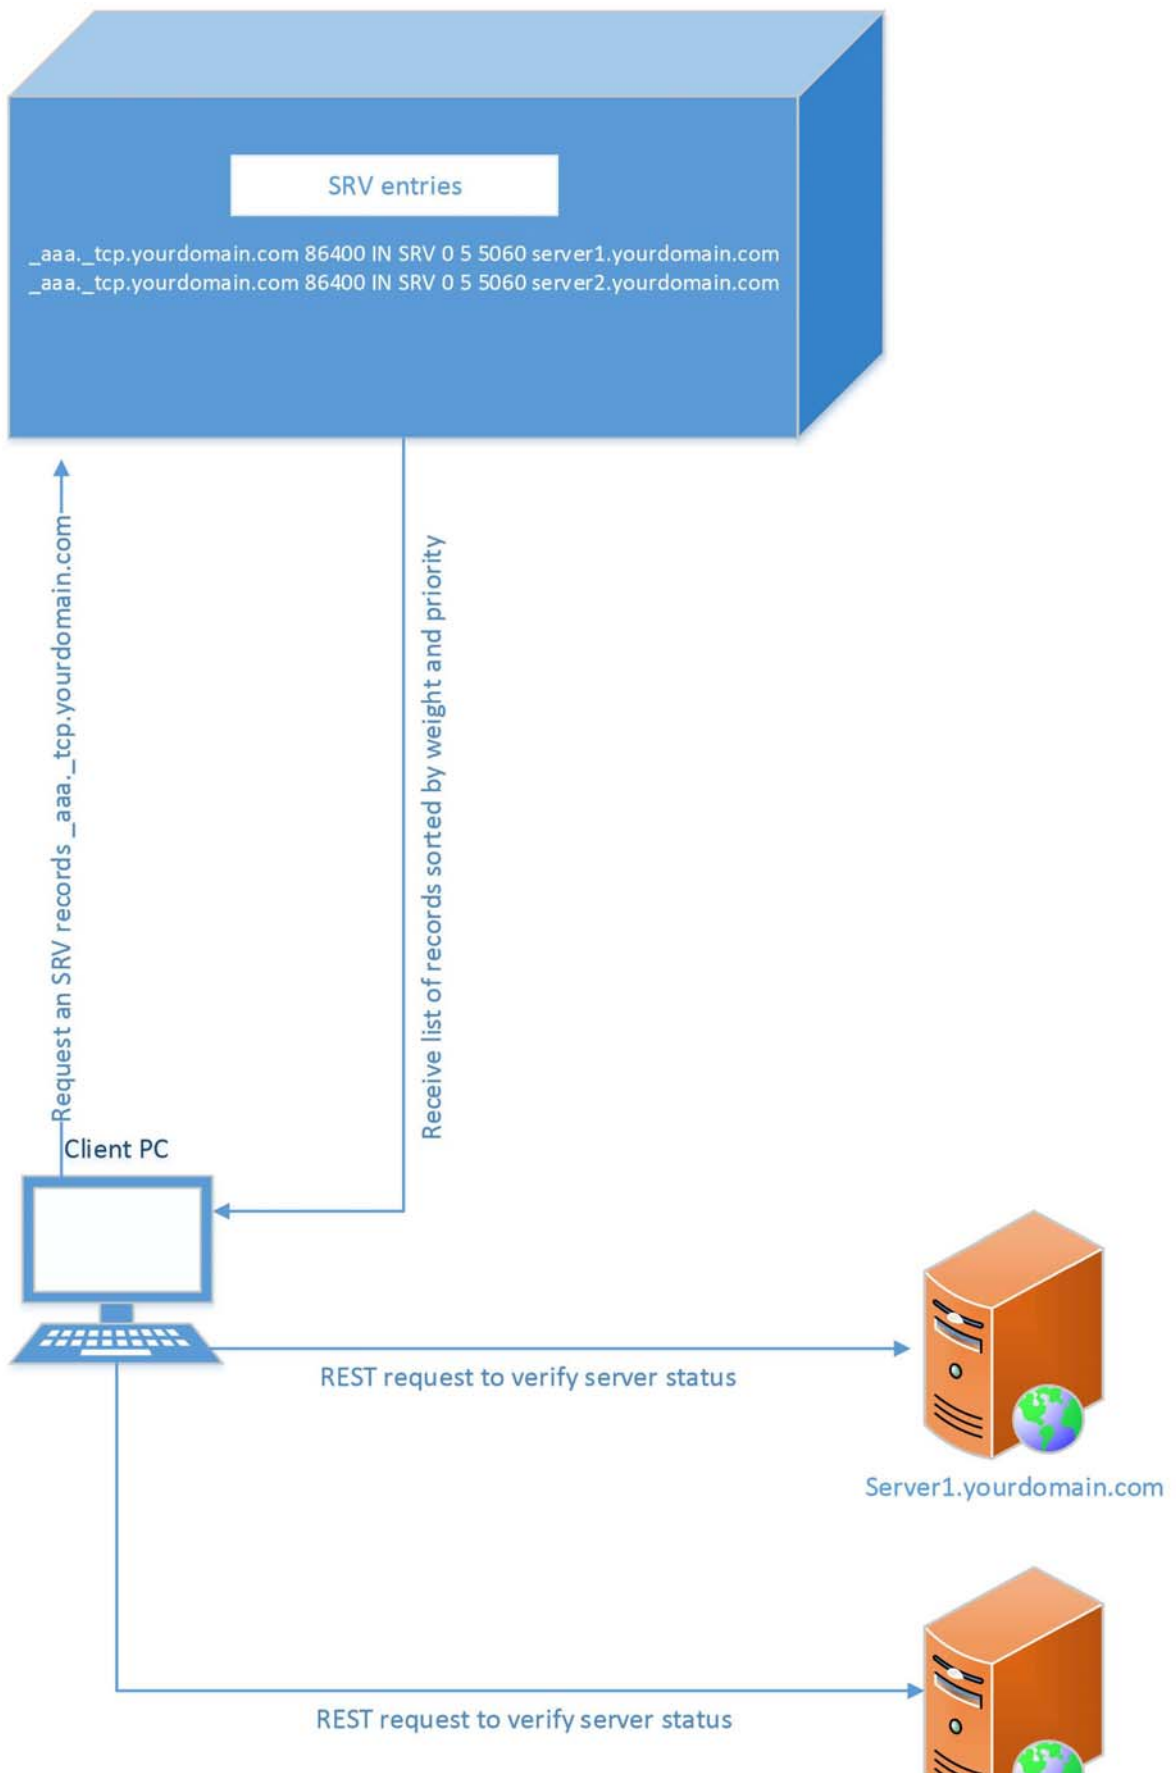 SRV entries
_aaa._tcp.yourdomain.com 86400 IN SRV 0 5 5060 server1.yourdomain.com
_aaa._tcp.yourdomain.com 86400 IN SRV 0 5 5060 server2.yourdomain.com
Request an SRV records _aaa._tcp.yourdomain.com
Receive list of records sorted by weight and priority
Client PC
REST request to verify server status
Server1.yourdomain.com
REST request to verify server status